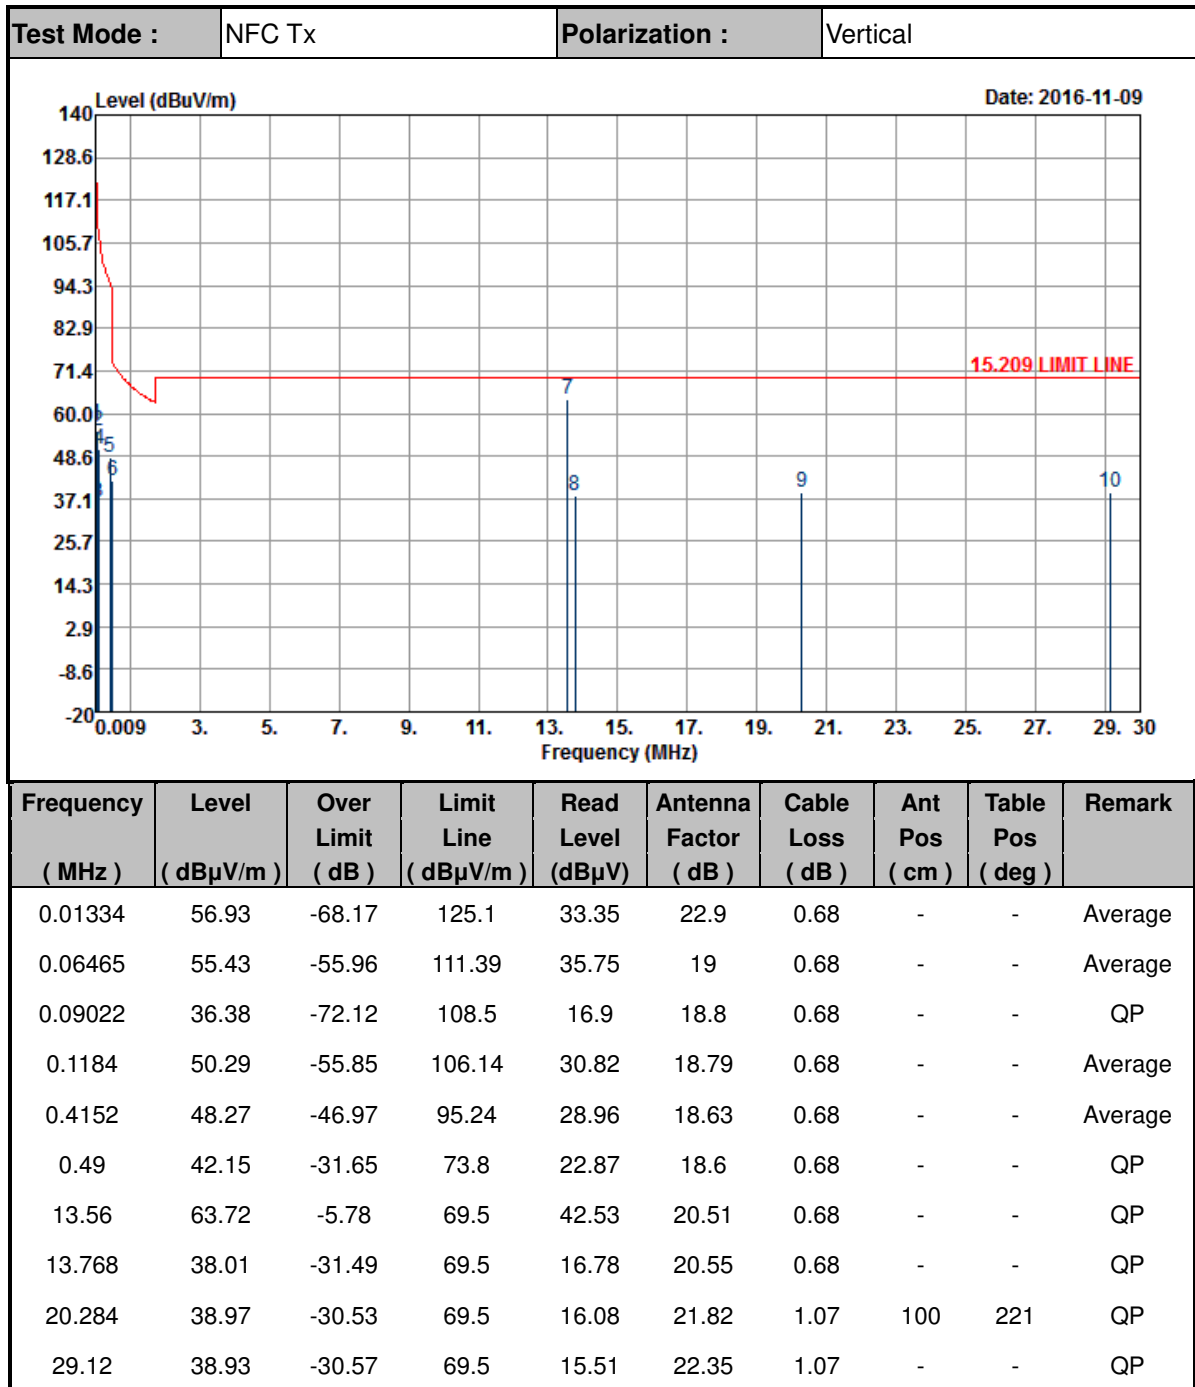 Test Mode : NFC Tx Polarization : Vertical
Level (dBuV/m) Date: 2016-11-09
140
128.6
117.1
105.7
94.3
82.9
71.4
15.209 LIMIT LINE
7
60.0
2
4
5
48.6
6
8
9
10
37.1
25.7
14.3
2.9
-8.6
-20
0.009 3. 5. 7. 9. 11. 13. 15. 17. 19. 21. 23. 25. 27. 29. 30
Frequency (MHz)
Frequency Level Over Limit Read Antenna Cable Ant Table Remark
Limit Line Level Factor Loss Pos Pos
( MHz ) ( dBµV/m ) ( dB ) ( dBµV/m ) (dBµV) ( dB ) ( dB ) ( cm ) ( deg )
0.01334 56.93 -68.17 125.1 33.35 22.9 0.68 - - Average
0.06465 55.43 -55.96 111.39 35.75 19 0.68 - - Average
0.09022 36.38 -72.12 108.5 16.9 18.8 0.68 - - QP
0.1184 50.29 -55.85 106.14 30.82 18.79 0.68 - - Average
0.4152 48.27 -46.97 95.24 28.96 18.63 0.68 - - Average
0.49 42.15 -31.65 73.8 22.87 18.6 0.68 - - QP
13.56 63.72 -5.78 69.5 42.53 20.51 0.68 - - QP
13.768 38.01 -31.49 69.5 16.78 20.55 0.68 - - QP
20.284 38.97 -30.53 69.5 16.08 21.82 1.07 100 221 QP
29.12 38.93 -30.57 69.5 15.51 22.35 1.07 - - QP